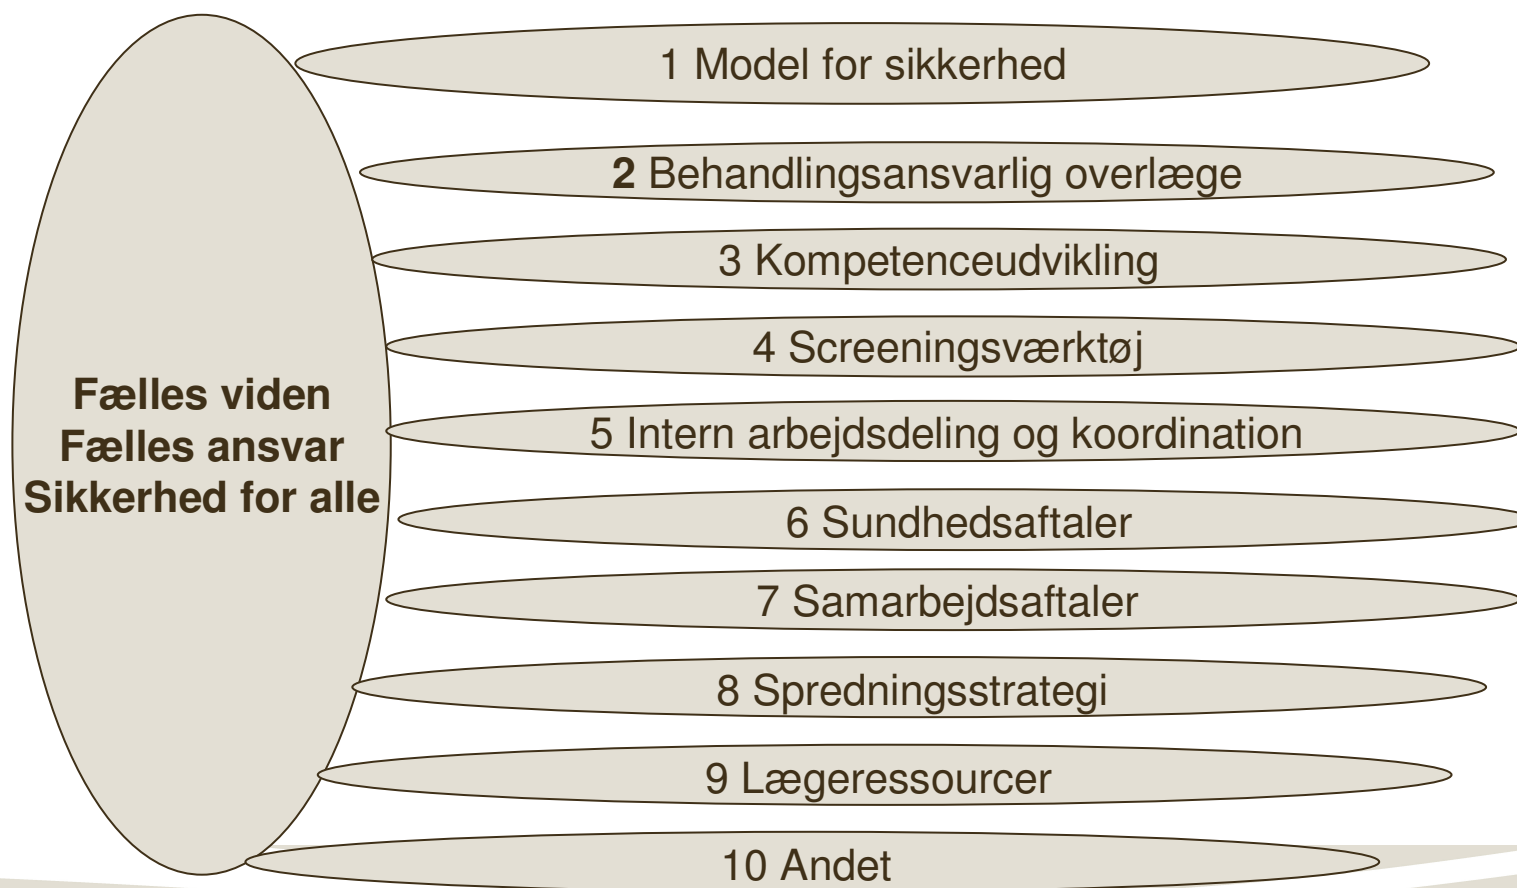 1 Model for sikkerhed
2 Behandlingsansvarlig overlæge
3 Kompetenceudvikling
4 Screeningsværktøj
Fælles viden
Fælles ansvar
Sikkerhed for alle
5 Intern arbejdsdeling og koordination
6 Sundhedsaftaler
7 Samarbejdsaftaler
8 Spredningsstrategi
9 Lægeressourcer
10 Andet